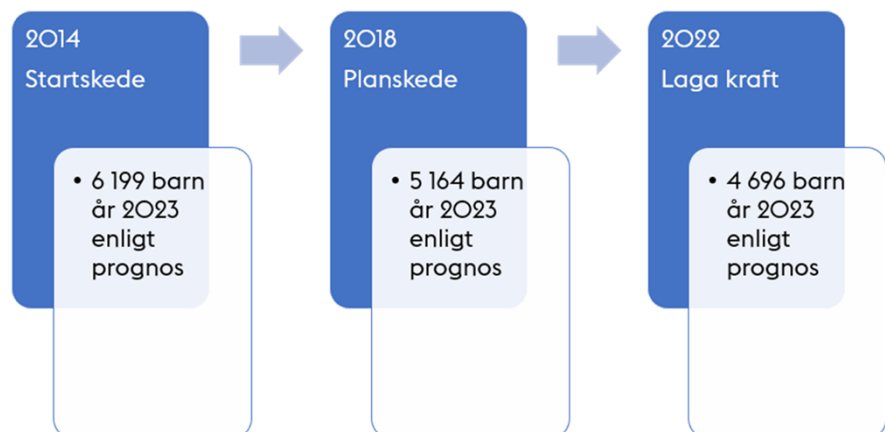 2014
Startskede
• 6 199 barn
år 2023
enligt
prognos
2018
Planskede
• 5 164 barn
år 2023
enligt
prognos
2022
Laga kraft
• 4 696 barn
år 2023
enligt
prognos